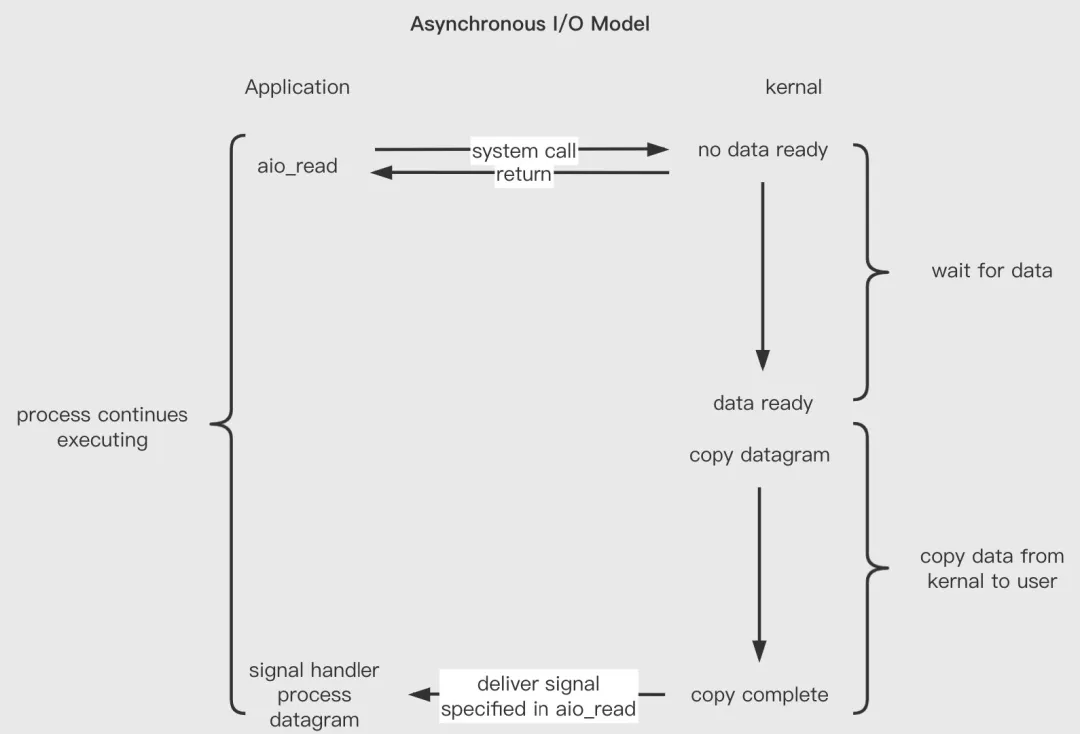 Asynchronous I/O Model
Application
kernal
aio_read
system call
return
no data ready
wait for data
data ready
process continues
executing
copy datagram
copy data from
kernal to user
signal handler
process
datagram
deliver signal
specified in aio_read
copy complete